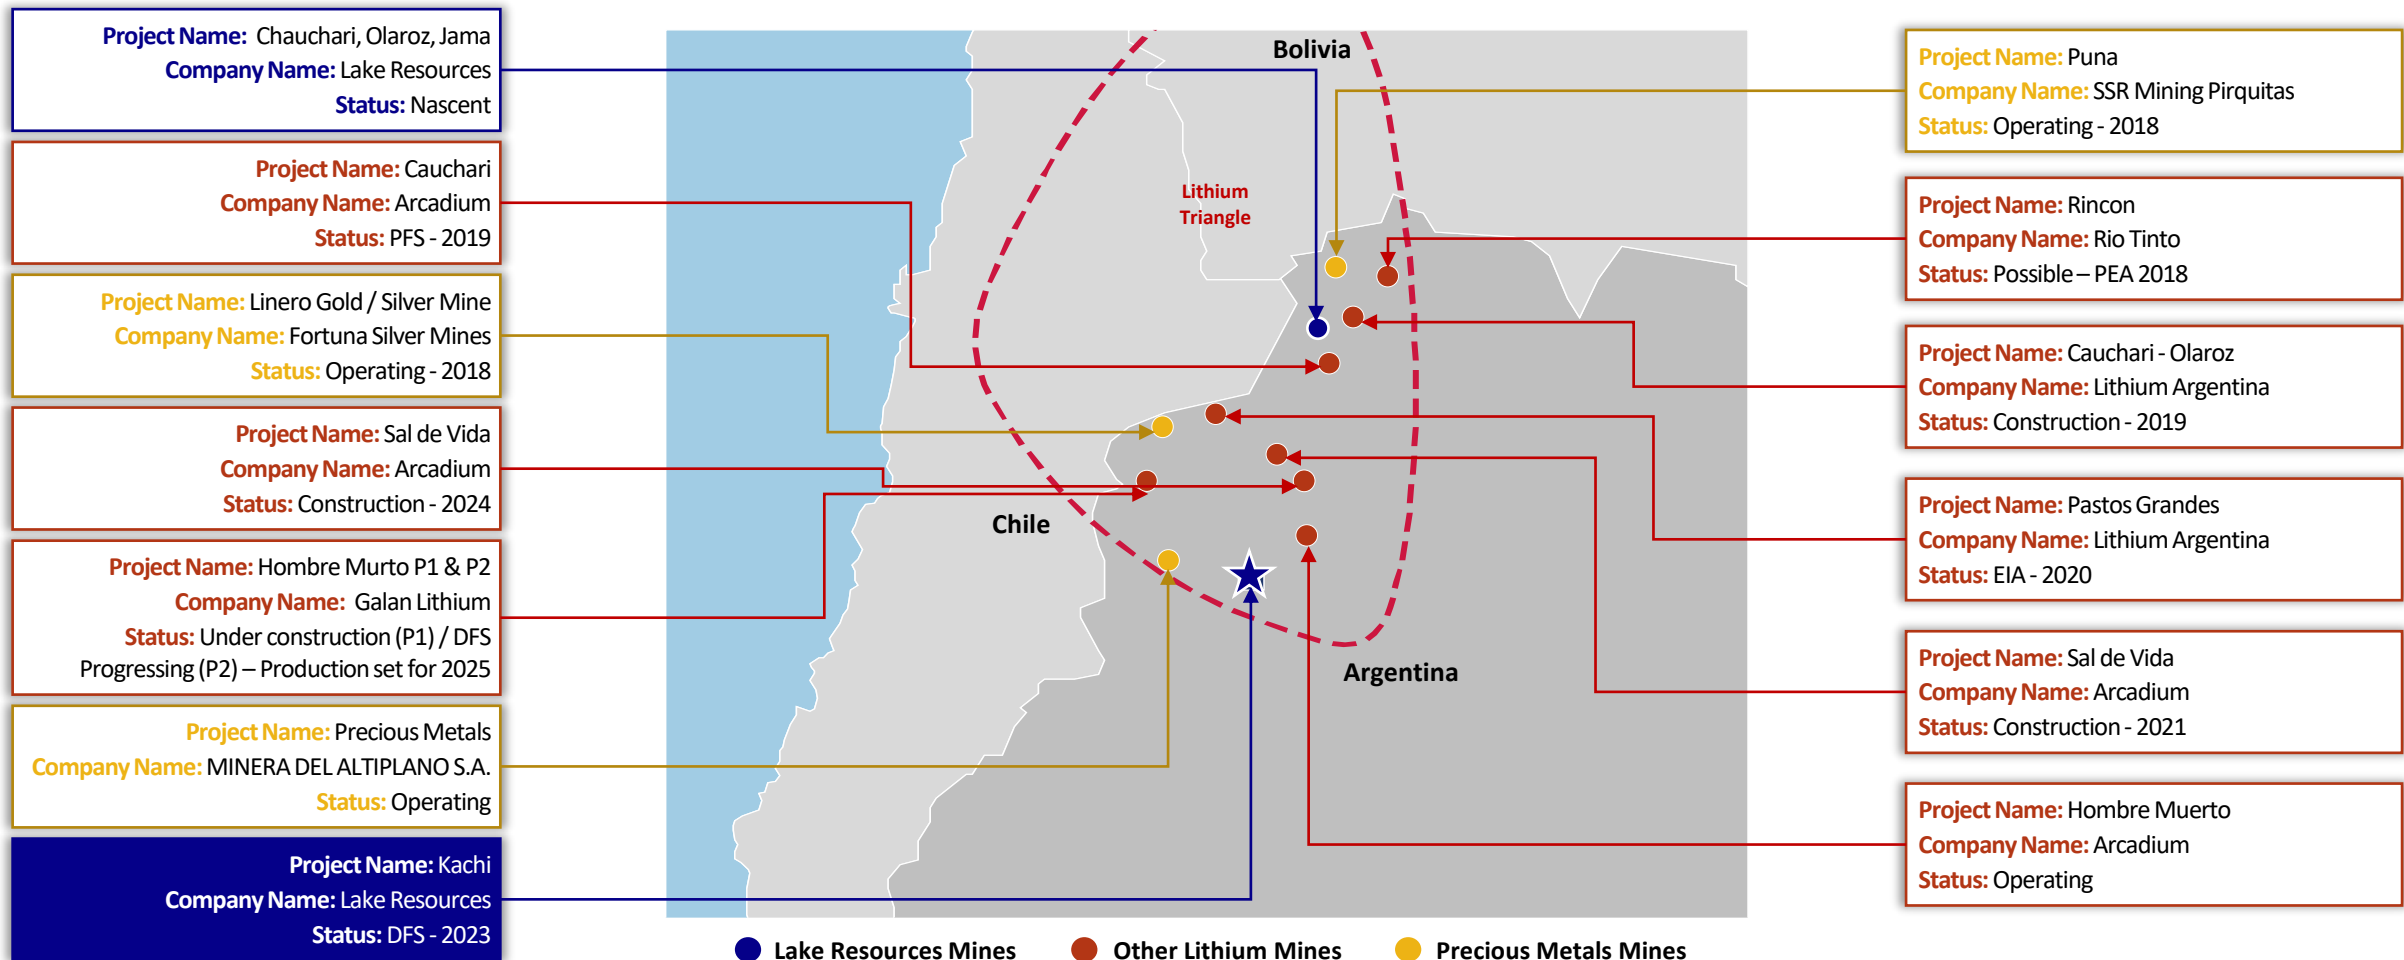 Project Name: Chauchari, Olaroz, Jama
Company Name: Lake Resources
Status: Nascent
Project Name: Cauchari
Company Name: Arcadium
Status: PFS - 2019
Project Name: Linero Gold / Silver Mine
Company Name: Fortuna Silver Mines
Status: Operating - 2018
Project Name: Sal de Vida
Company Name: Arcadium
Status: Construction - 2024
Project Name: Hombre Murto P1 & P2
Company Name: Galan Lithium
Status: Under construction (P1) / DFS
Progressing (P2) – Production set for 2025
Project Name: Precious Metals
Company Name: MINERA DEL ALTIPLANO S.A.
Status: Operating
Project Name: Kachi
Company Name: Lake Resources
Status: DFS - 2023
Bolivia
Lithium
Triangle
Chile
Argentina
Project Name: Puna
Company Name: SSR Mining Pirquitas
Status: Operating - 2018
Project Name: Rincon
Company Name: Rio Tinto
Status: Possible – PEA 2018
Project Name: Cauchari - Olaroz
Company Name: Lithium Argentina
Status: Construction - 2019
Project Name: Pastos Grandes
Company Name: Lithium Argentina
Status: EIA - 2020
Project Name: Sal de Vida
Company Name: Arcadium
Status: Construction - 2021
Project Name: Hombre Muerto
Company Name: Arcadium
Status: Operating
Lake Resources Mines
Other Lithium Mines
Precious Metals Mines